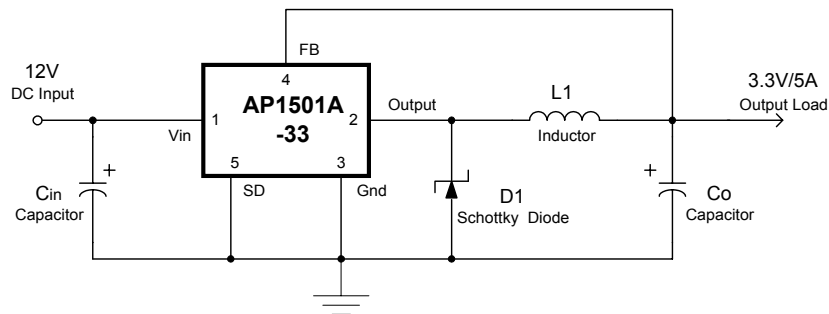 FB
12V
DC Input
4
AP1501A
-33
1
2
Vin
Output
5
3
SD
Gnd
L1
Inductor
3.3V/5A
Output Load
+
Cin
Capacitor
D1
Schottky Diode
+
Co
Capacitor